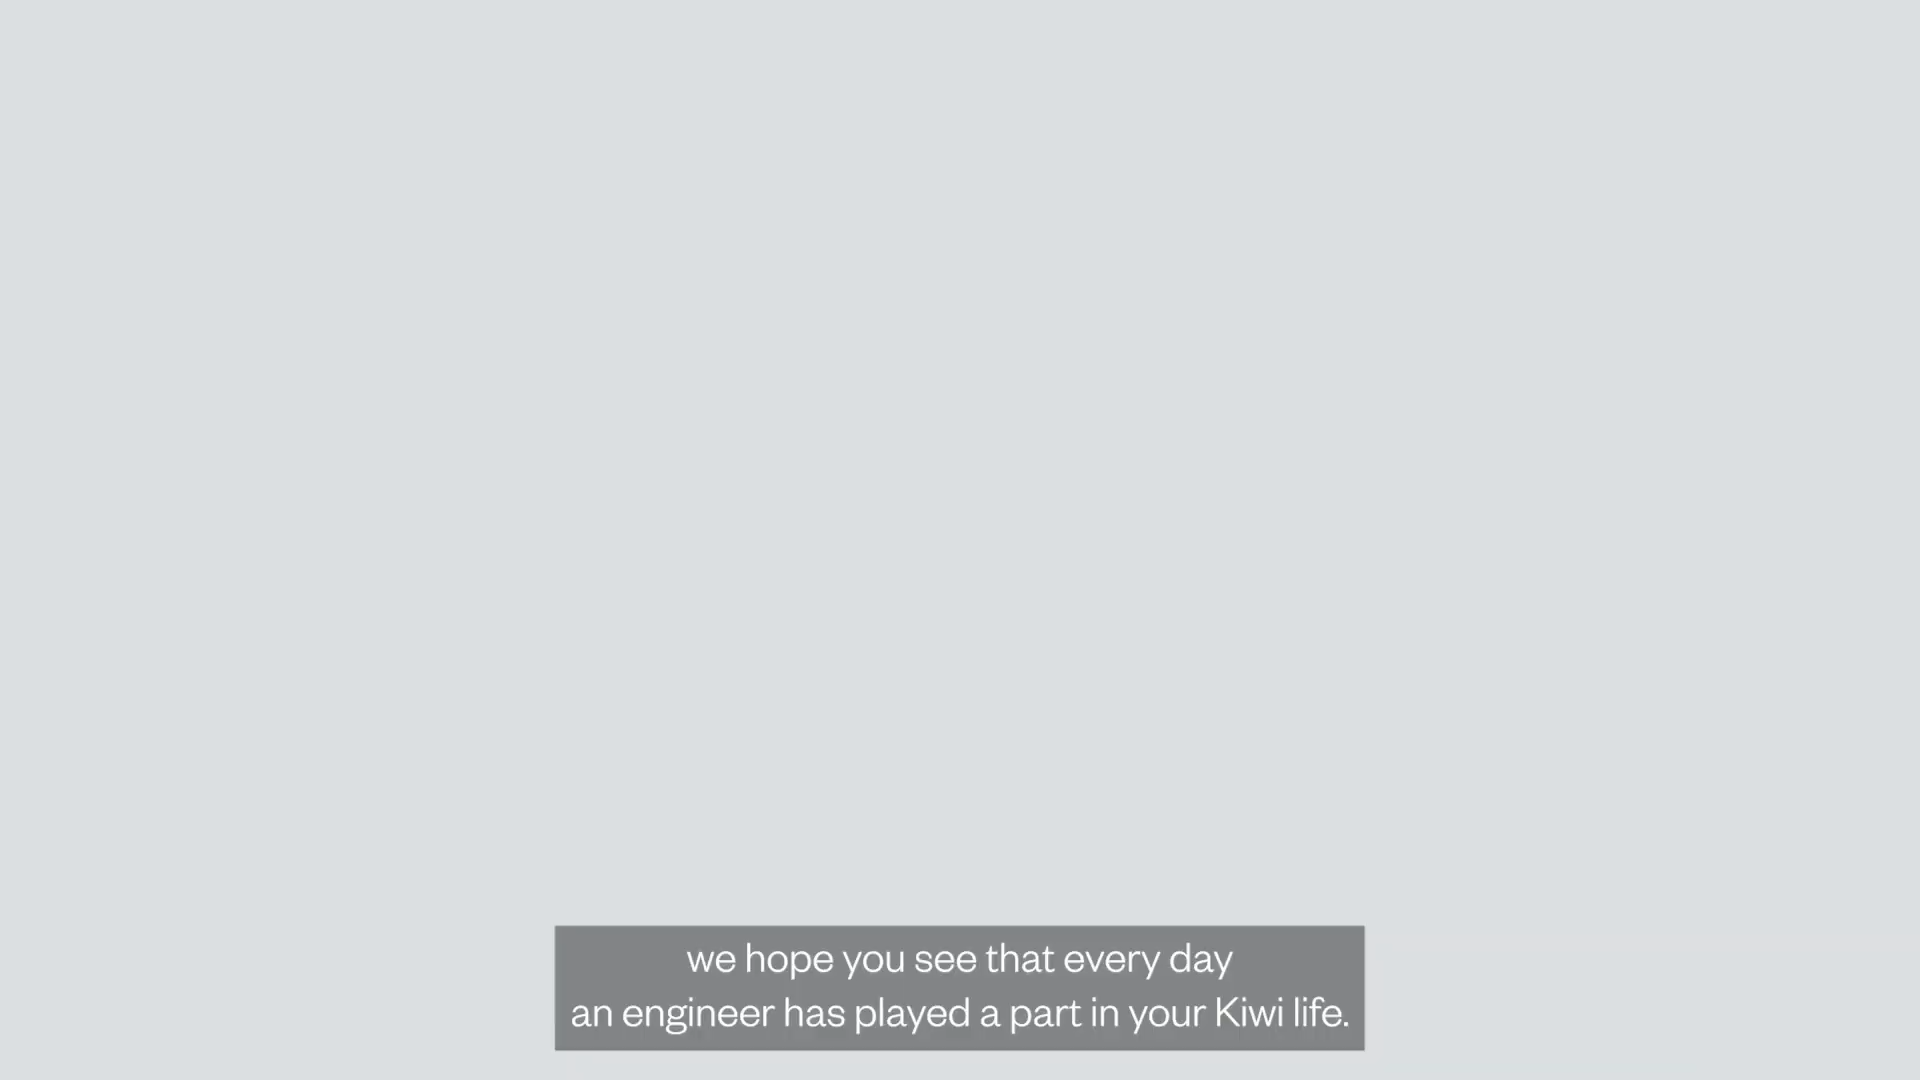 we hope you see that every day
an engineer has played a part in your Kiwi life.